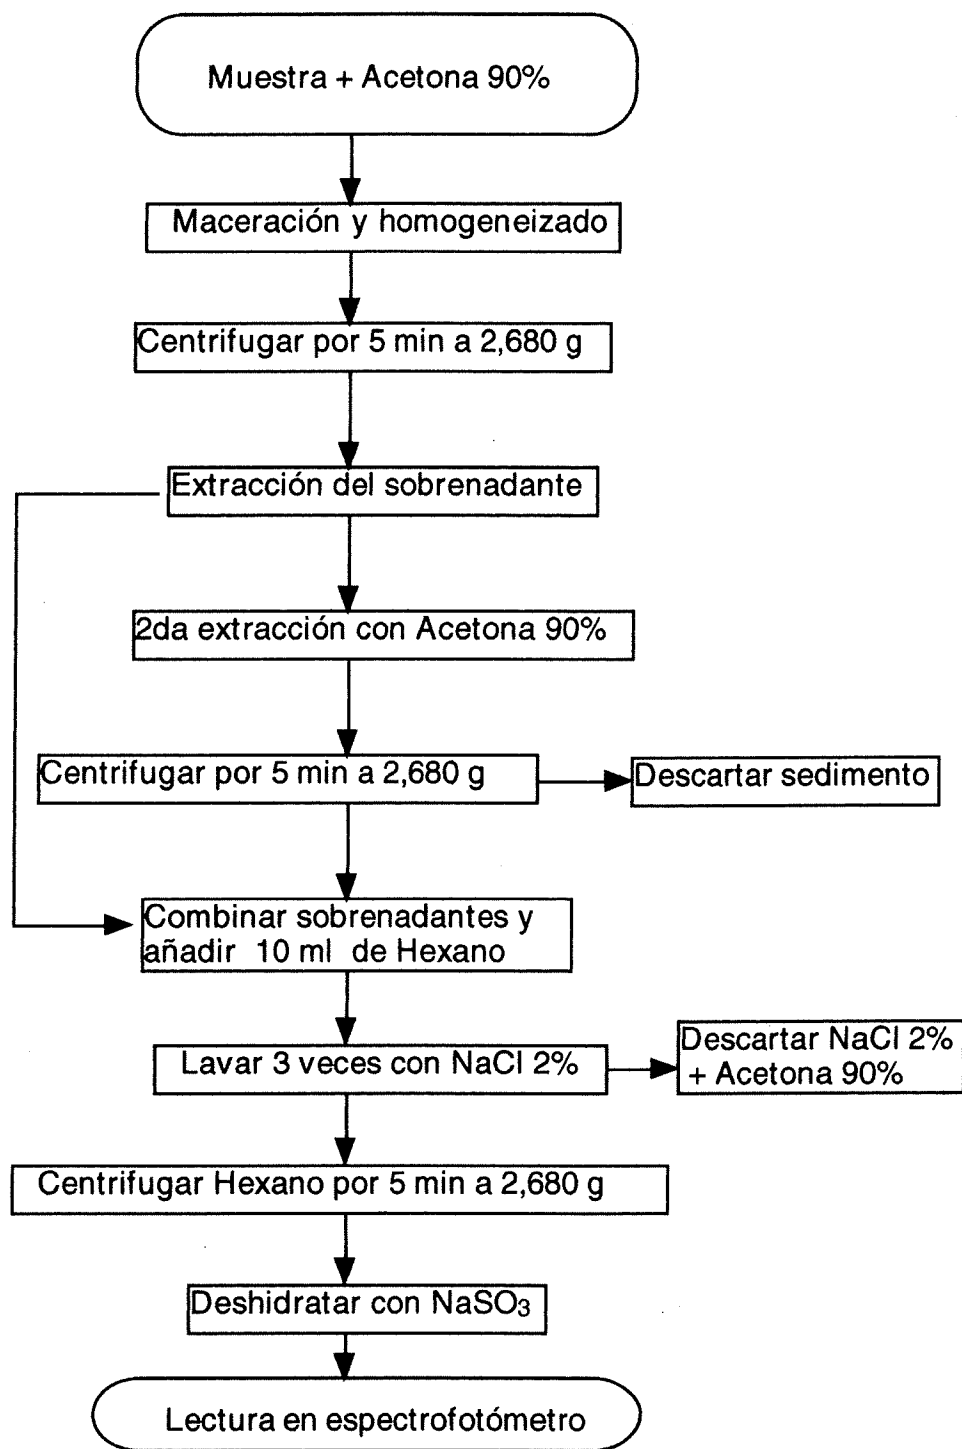 Muestra + Acetona 90%
Maceración y homogeneizado
Centrifugar por 5 min a 2,680 g
Extracción del sobrenadante
2da extracción con Acetona 90%
Centrifugar por 5 min a 2,680 g
Descartar sedimento
Combinar sobrenadantes y
añadir 10 ml de Hexano
Lavar 3 veces con NaCl 2%
Descartar NaCl 2%
+ Acetona 90%
Centrifugar Hexano por 5 min a 2,680 g
Deshidratar con NaSO₃
Lectura en espectrofotómetro